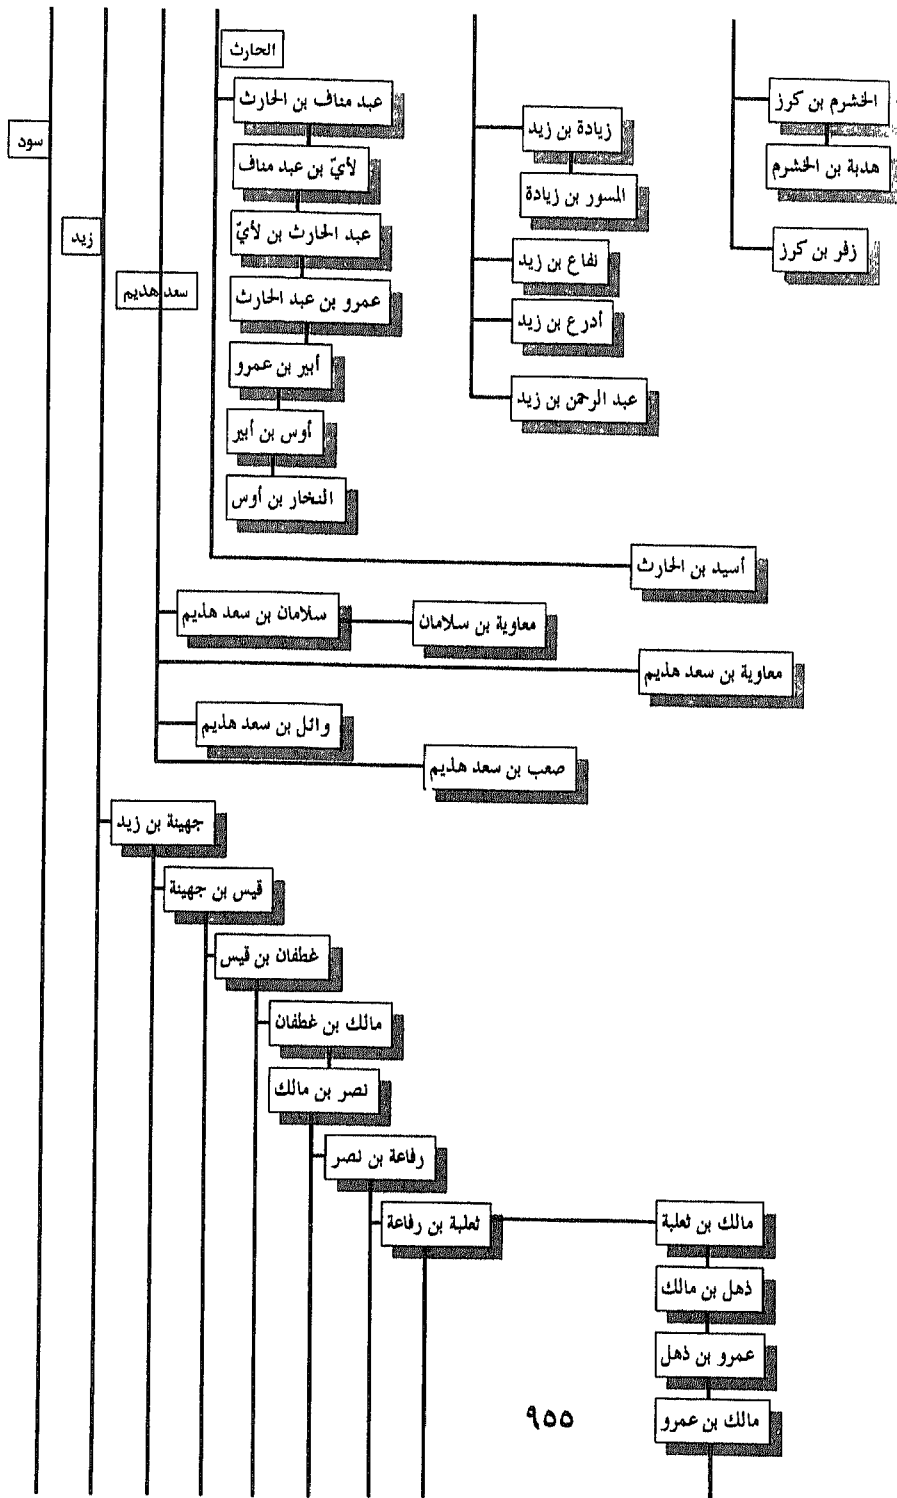 الحارث
عبد مناف بن الحارث
لأيّ بن عبد مناف
عبد الحارث بن لأيّ
عمرو بن عبد الحارث
أبير بن عمرو
أوس بن أبير
النخار بن أوس
سود
زيد
سعد هذيم
زيادة بن زيد
المسور بن زيادة
نفاع بن زيد
أدرع بن زيد
عبد الرحمن بن زيد
الخشرم بن كرز
هدبة بن الخشرم
زفر بن كرز
أسيد بن الحارث
سلامان بن سعد هذيم
معاوية بن سلامان
معاوية بن سعد هذيم
وائل بن سعد هذيم
صعب بن سعد هذيم
جهينة بن زيد
قيس بن جهينة
غطفان بن قيس
مالك بن غطفان
نصر بن مالك
رفاعة بن نصر
ثعلبة بن رفاعة
مالك بن ثعلبة
ذهل بن مالك
عمرو بن ذهل
مالك بن عمرو
٩٥٥